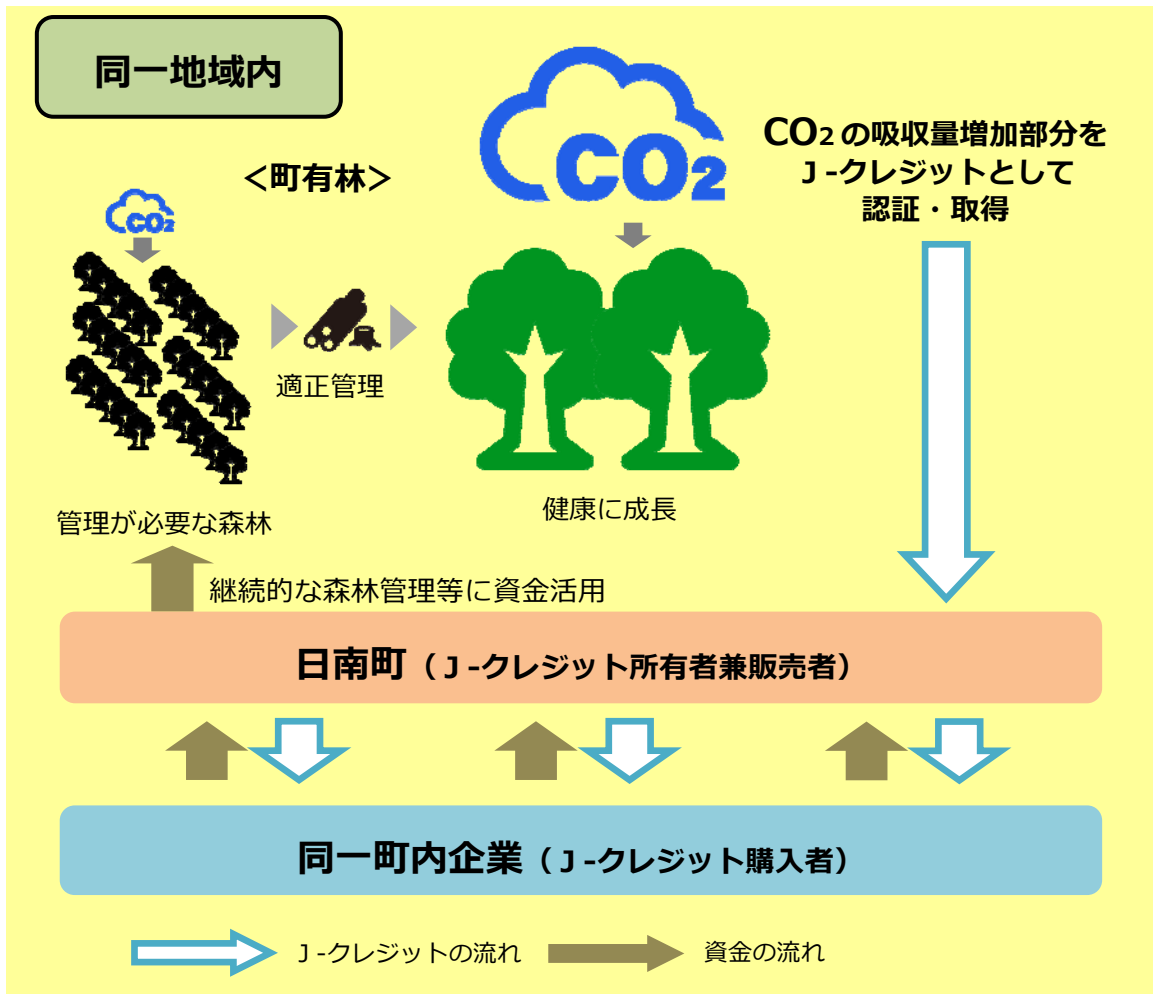 同一地域内
CO2
CO2の吸収量増加部分を
J-クレジットとして
認証・取得
<町有林>
CO2
適正管理
管理が必要な森林
健康に成長
継続的な森林管理等に資金活用
日南町(J-クレジット所有者兼販売者)
同一町内企業(J-クレジット購入者)
J-クレジットの流れ
資金の流れ